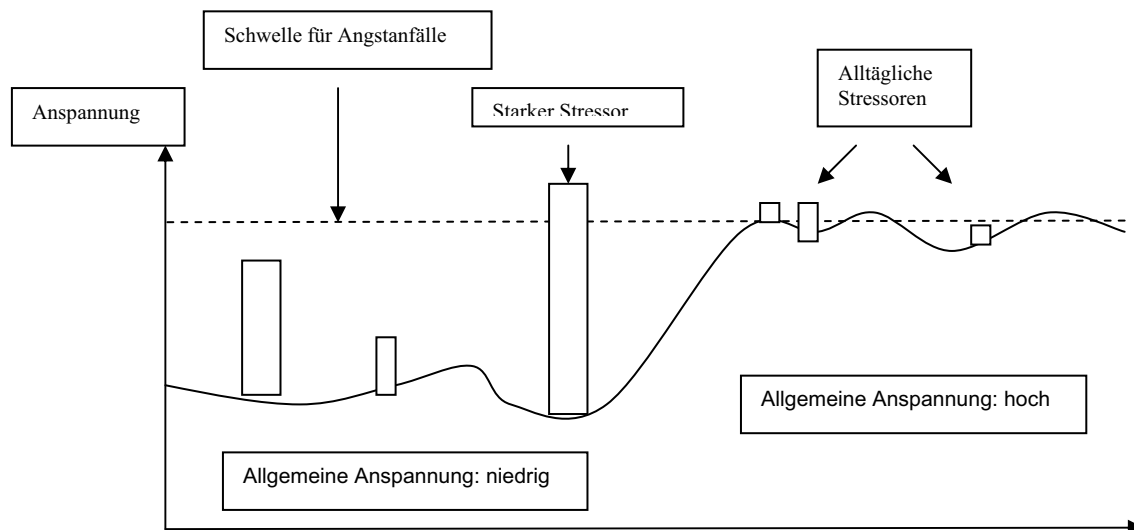 Schwelle für Angstanfälle
Alltägliche
Stressoren
Anspannung
Starker Stressor
Allgemeine Anspannung: hoch
Allgemeine Anspannung: niedrig